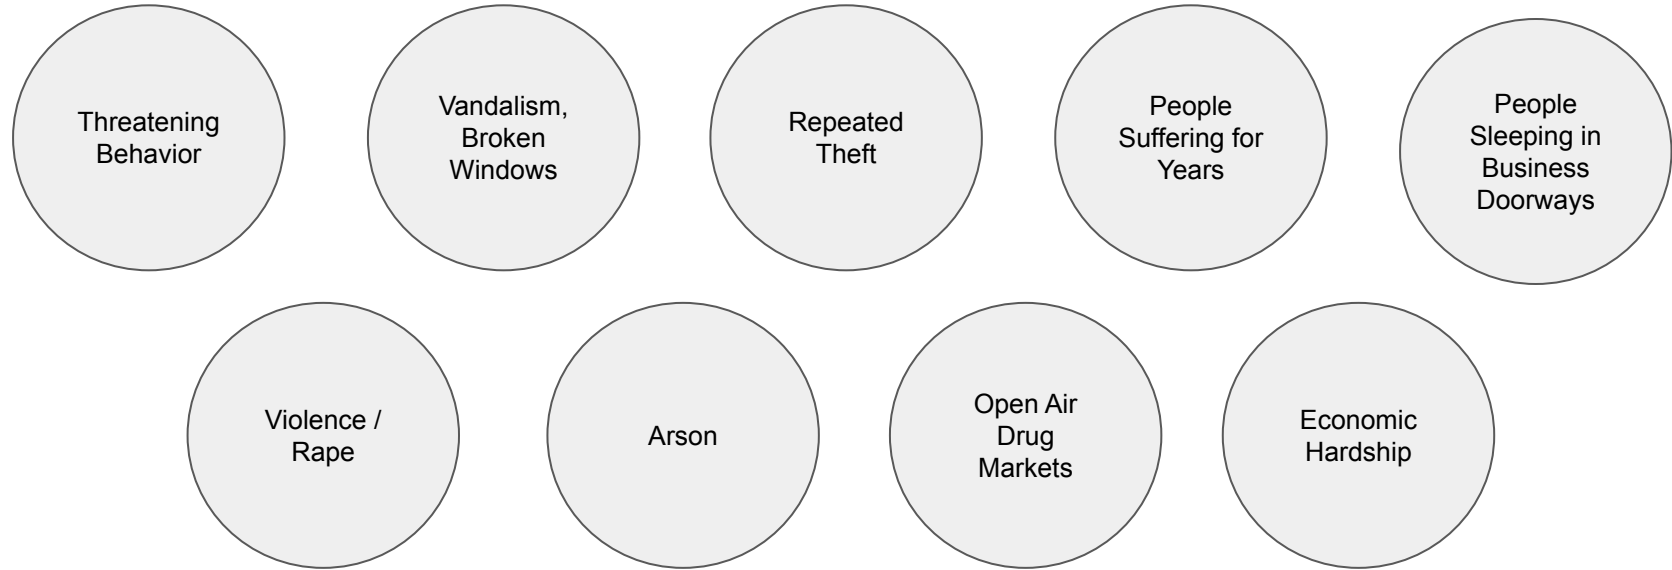 Threatening
Behavior
Vandalism,
Broken
Windows
Repeated
Theft
People
Suffering for
Years
People
Sleeping in
Business
Doorways
Violence /
Rape
Arson
Open Air
Drug
Markets
Economic
Hardship